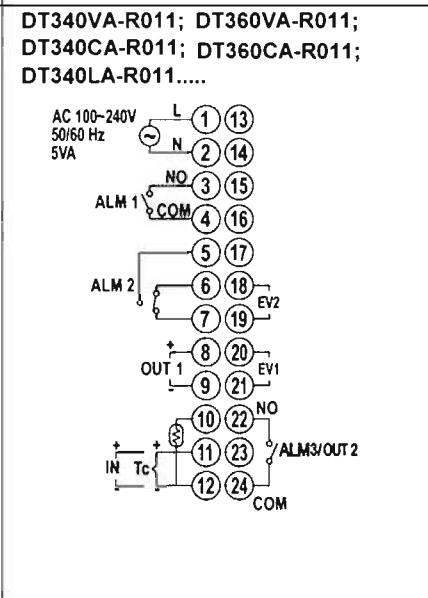 DT340VA-R011; DT360VA-R011;
DT340CA-R011; DT360CA-R011;
DT340LA-R011.....
AC 100~240V
50/60 Hz
5VA
L
N
1 13
2 14
NO
ALM 1
COM
3 15
4 16
5 17
ALM 2
6 18
7 19
EV2
+
OUT 1
-
8 20
9 21
EV1
10 22 NO
+ +
IN Tc
- -
11 23
ALM3/OUT 2
12 24
COM